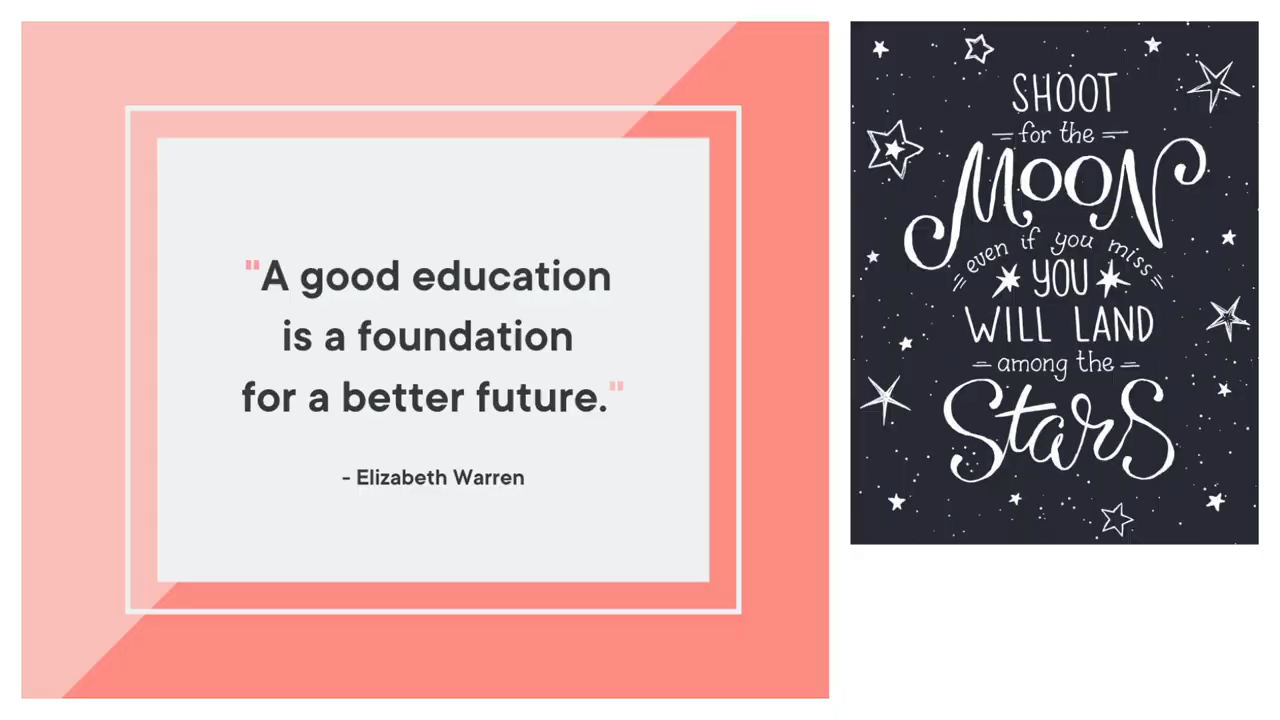 "A good education
is a foundation
for a better future."
- Elizabeth Warren
SHOOT
for the
MOON
even if you miss
YOU
WILL LAND
among the
Stars